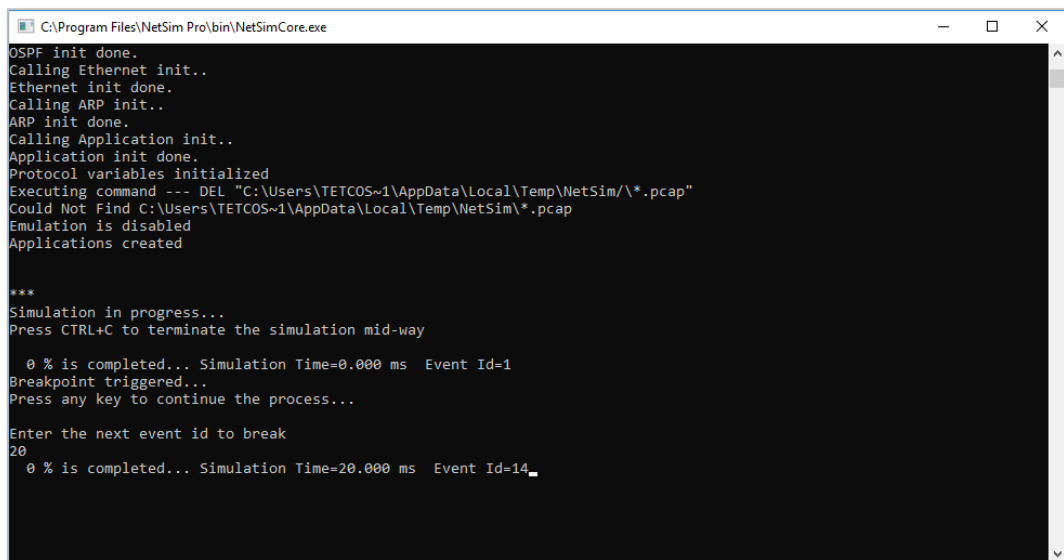 C:\Program Files\NetSim Pro\bin\NetSimCore.exe
OSPF init done.
Calling Ethernet init..
Ethernet init done.
Calling ARP init..
ARP init done.
Calling Application init..
Application init done.
Protocol variables initialized
Executing command --- DEL "C:\Users\TETCOS~1\AppData\Local\Temp\NetSim/\*.pcap"
Could Not Find C:\Users\TETCOS~1\AppData\Local\Temp\NetSim\*.pcap
Emulation is disabled
Applications created
***
Simulation in progress...
Press CTRL+C to terminate the simulation mid-way
0 % is completed... Simulation Time=0.000 ms  Event Id=1
Breakpoint triggered...
Press any key to continue the process...
Enter the next event id to break
20
0 % is completed... Simulation Time=20.000 ms  Event Id=14